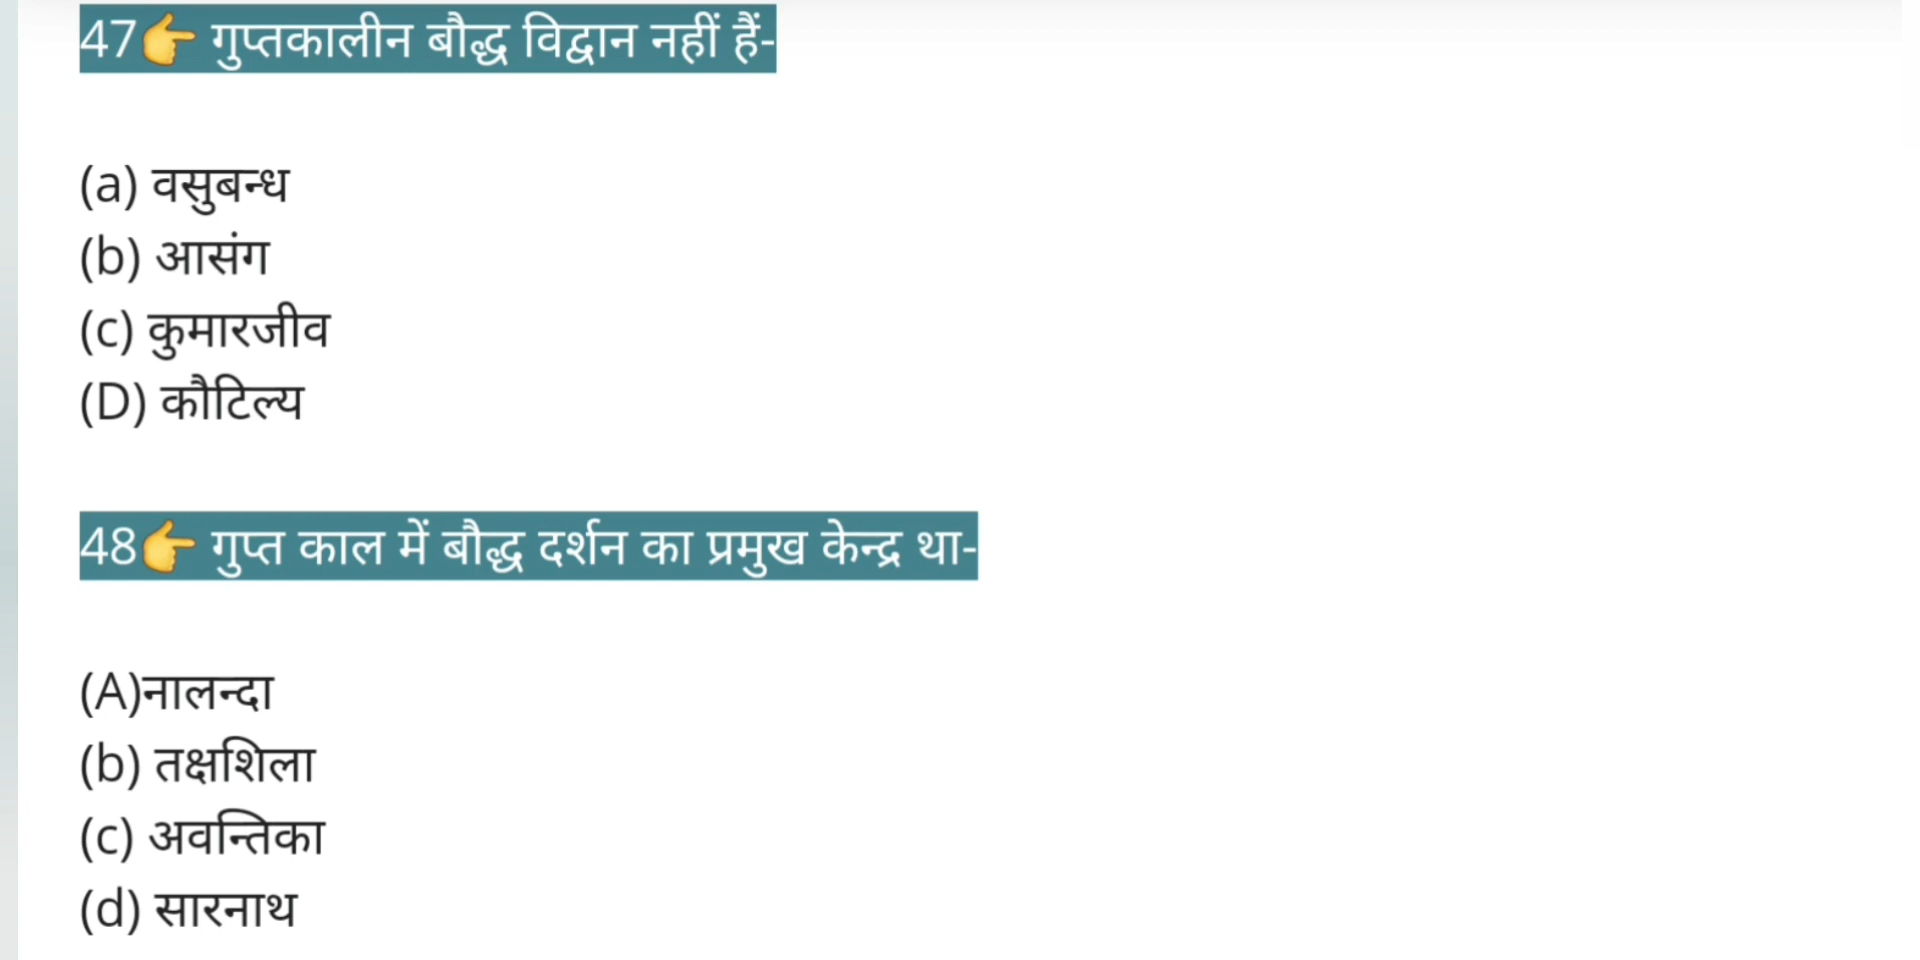 47👉 गुप्तकालीन बौद्ध विद्वान नहीं हैं-
(a) वसुबन्ध
(b) आसंग
(c) कुमारजीव
(D) कौटिल्य
48👉 गुप्त काल में बौद्ध दर्शन का प्रमुख केन्द्र था-
(A)नालन्दा
(b) तक्षशिला
(c) अवन्तिका
(d) सारनाथ